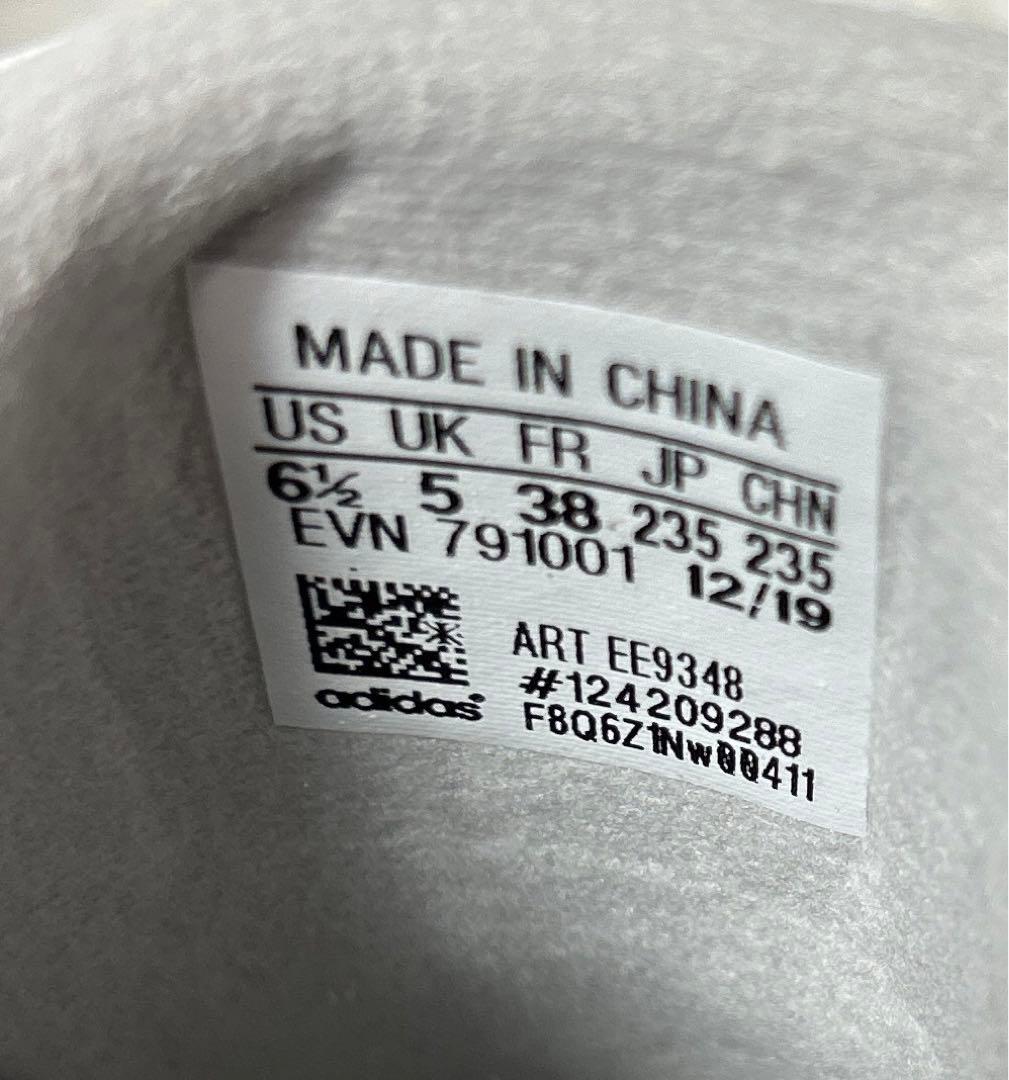 MADE IN CHINA
US UK FR JP CHN
6½ 5 38 235 235
EVN 791001 12/19
ART EE9348
#124209288
F8Q6Z1NW00411
adidas